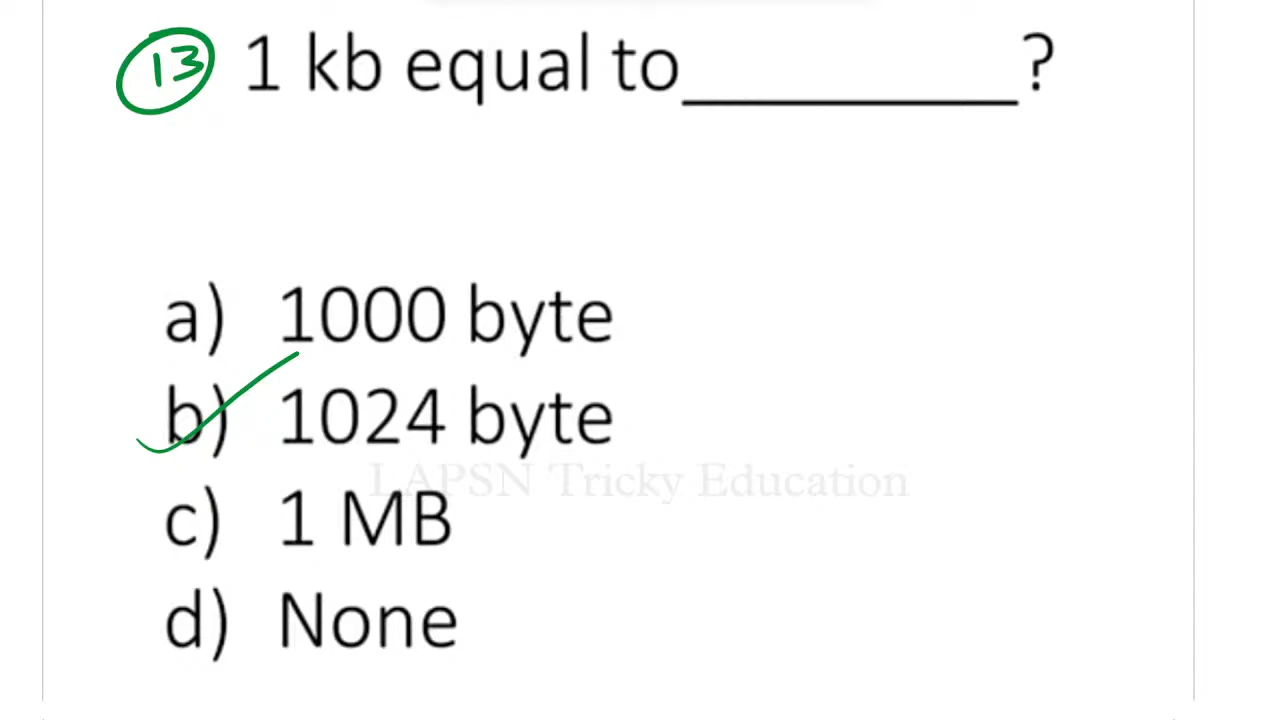 13 1 kb equal to__________?
a) 1000 byte
b) 1024 byte
LAPSN Tricky Education
c) 1 MB
d) None